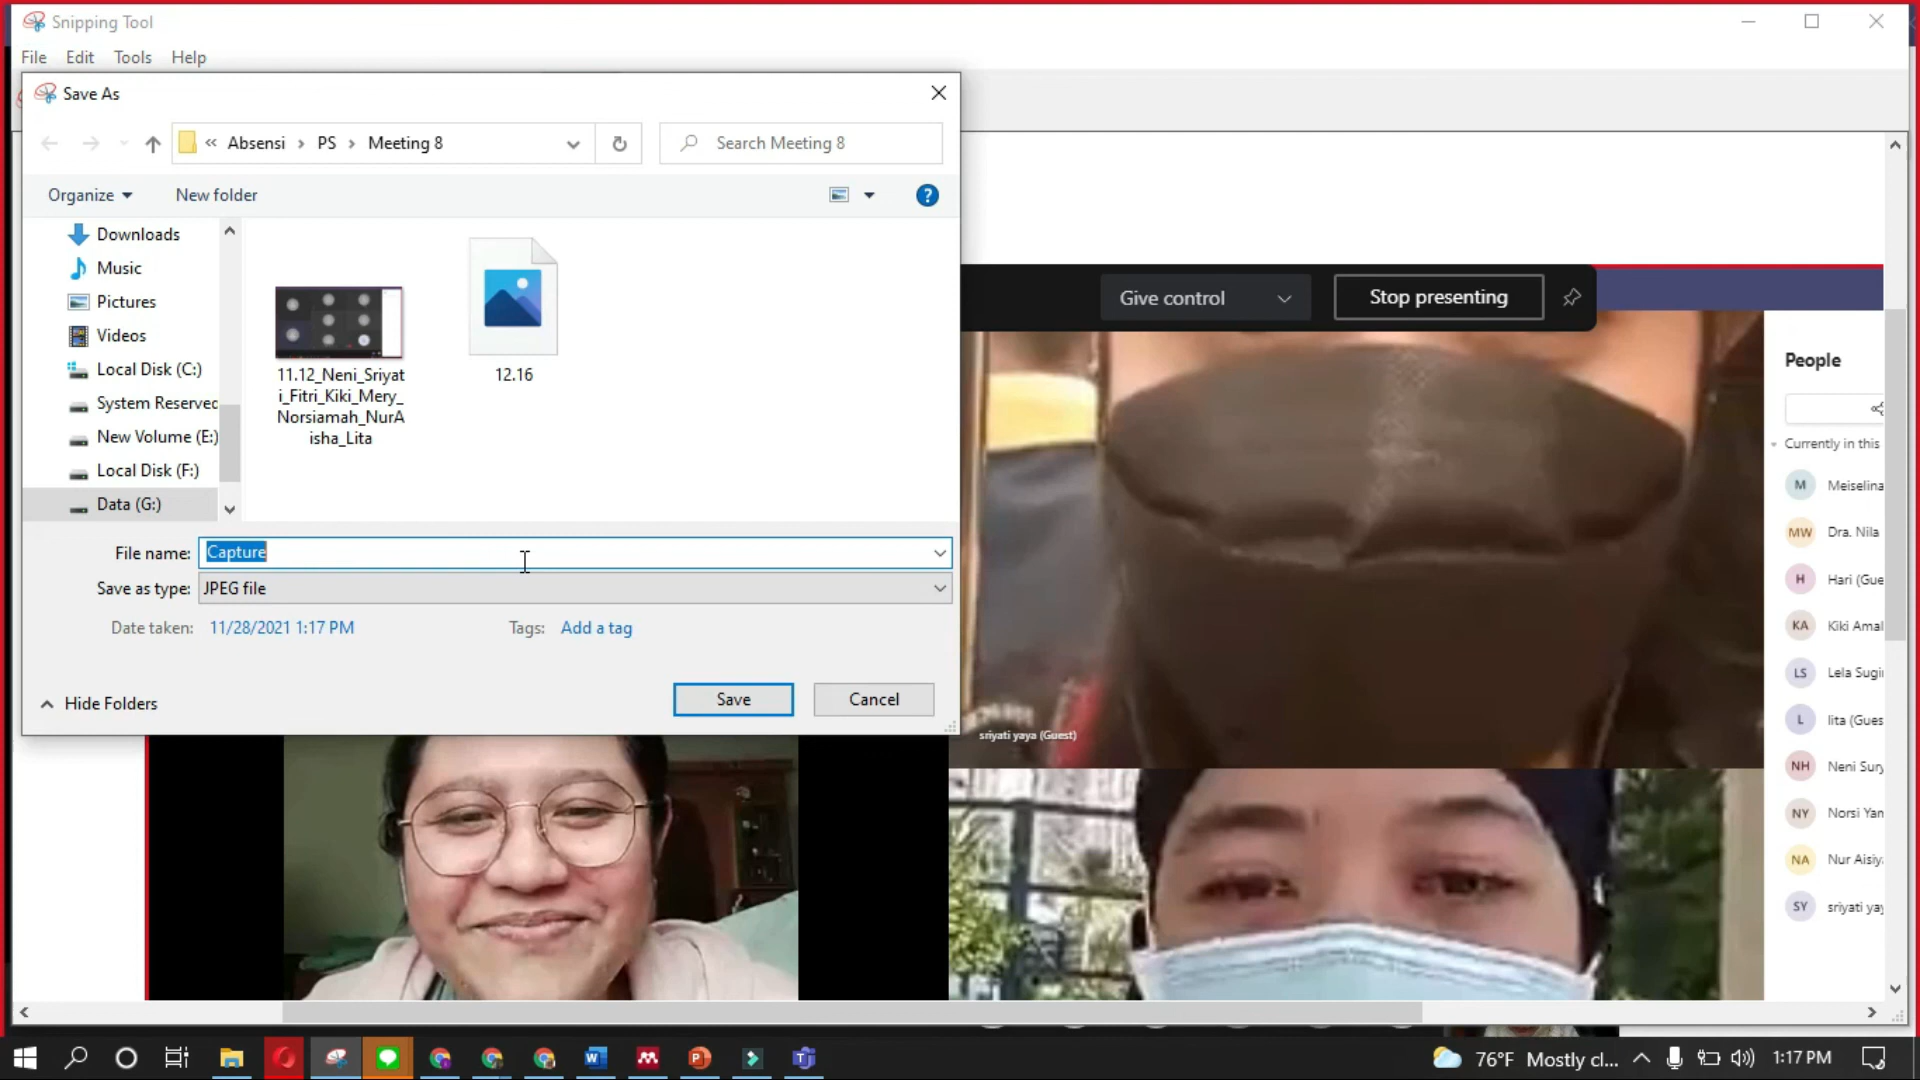 Snipping Tool
File Edit Tools Help
Save As
« Absensi › PS › Meeting 8
Search Meeting 8
Organize New folder
Downloads
Music
Pictures
Videos
Local Disk (C:)
System Reserved
New Volume (E:)
Local Disk (F:)
Data (G:)
11.12_Neni_Sriyat
i_Fitri_Kiki_Mery_
Norsiamah_NurA
isha_Lita
12.16
File name: Capture
Save as type: JPEG file
Date taken: 11/28/2021 1:17 PM Tags: Add a tag
Hide Folders
Save Cancel
Give control
Stop presenting
People
Currently in this
M Meiselina
MW Dra. Nila
H Hari (Gue
KA Kiki Amal
LS Lela Sugi
L lita (Gues
NH Neni Sury
NY Norsi Yan
NA Nur Aisiy
SY sriyati yay
sriyati yaya (Guest)
76°F Mostly cl... 1:17 PM